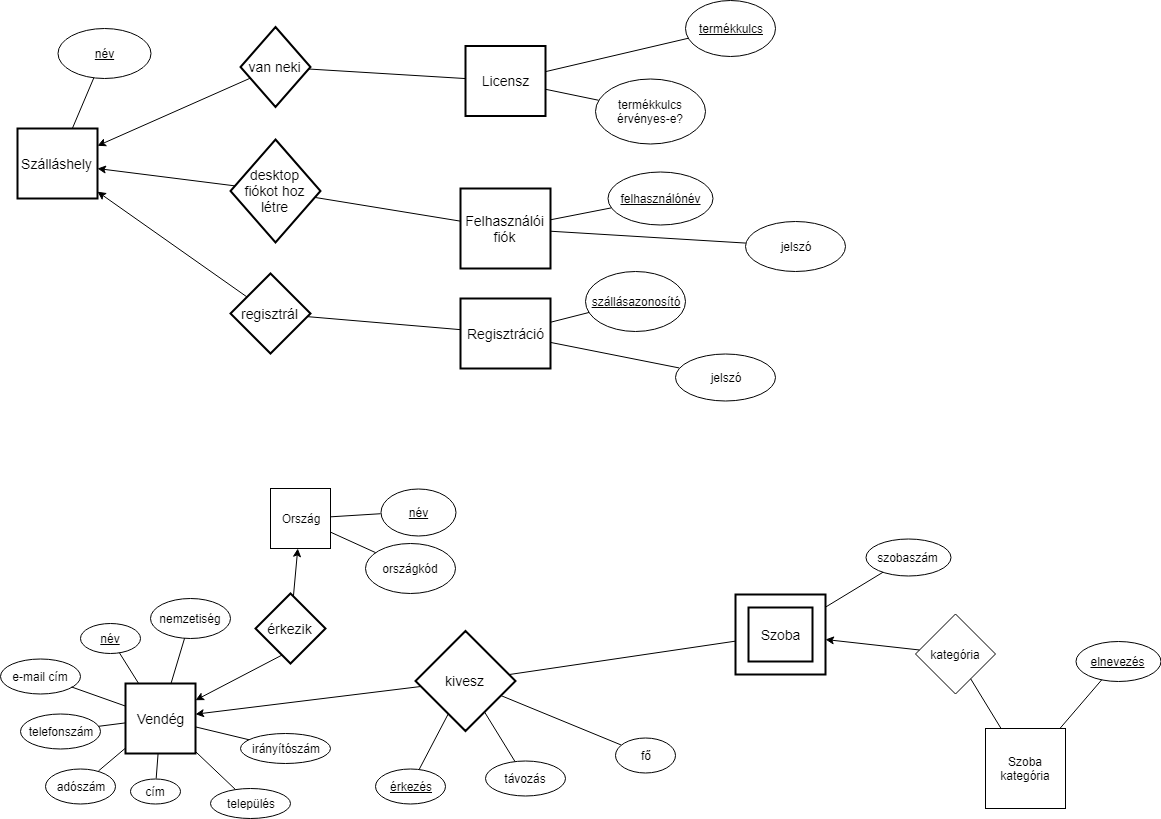 név
Szálláshely
van neki
Licensz
termékkulcs
termékkulcs
érvényes-e?
desktop
fiókot hoz
létre
Felhasználói
fiók
felhasználónév
jelszó
regisztrál
Regisztráció
szállásazonosító
jelszó
Ország
név
országkód
érkezik
nemzetiség
név
e-mail cím
telefonszám
adószám
cím
település
irányítószám
Vendég
kivesz
érkezés
távozás
fő
Szoba
szobaszám
kategória
elnevezés
Szoba
kategória